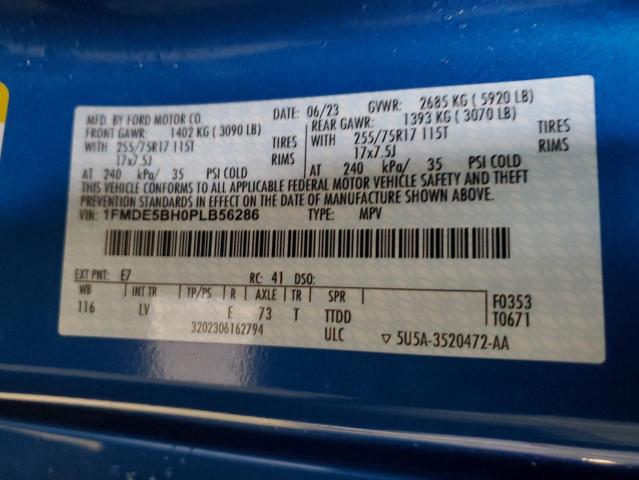 MFD. BY FORD MOTOR CO.
DATE: 06/23 GVWR: 2685 KG ( 5920 LB)
FRONT GAWR: 1402 KG ( 3090 LB) REAR GAWR: 1393 KG ( 3070 LB)
WITH 255/75R17 115T TIRES WITH 255/75R17 115T TIRES
17x7.5J RIMS 17x7.5J RIMS
AT 240 kPa/ 35 PSI COLD AT 240 kPa/ 35 PSI COLD
THIS VEHICLE CONFORMS TO ALL APPLICABLE FEDERAL MOTOR VEHICLE SAFETY AND THEFT
PREVENTION STANDARDS IN EFFECT ON THE DATE OF MANUFACTURE SHOWN ABOVE.
VIN: 1FMDE5BH0PLB56286 TYPE: MPV
EXT PNT: E7 RC: 41 DSO:
WB INT TR TP/PS R AXLE TR SPR F0353
116 LV E 73 T TTDD T0671
3202306162794 ULC ▽ 5U5A-3520472-AA